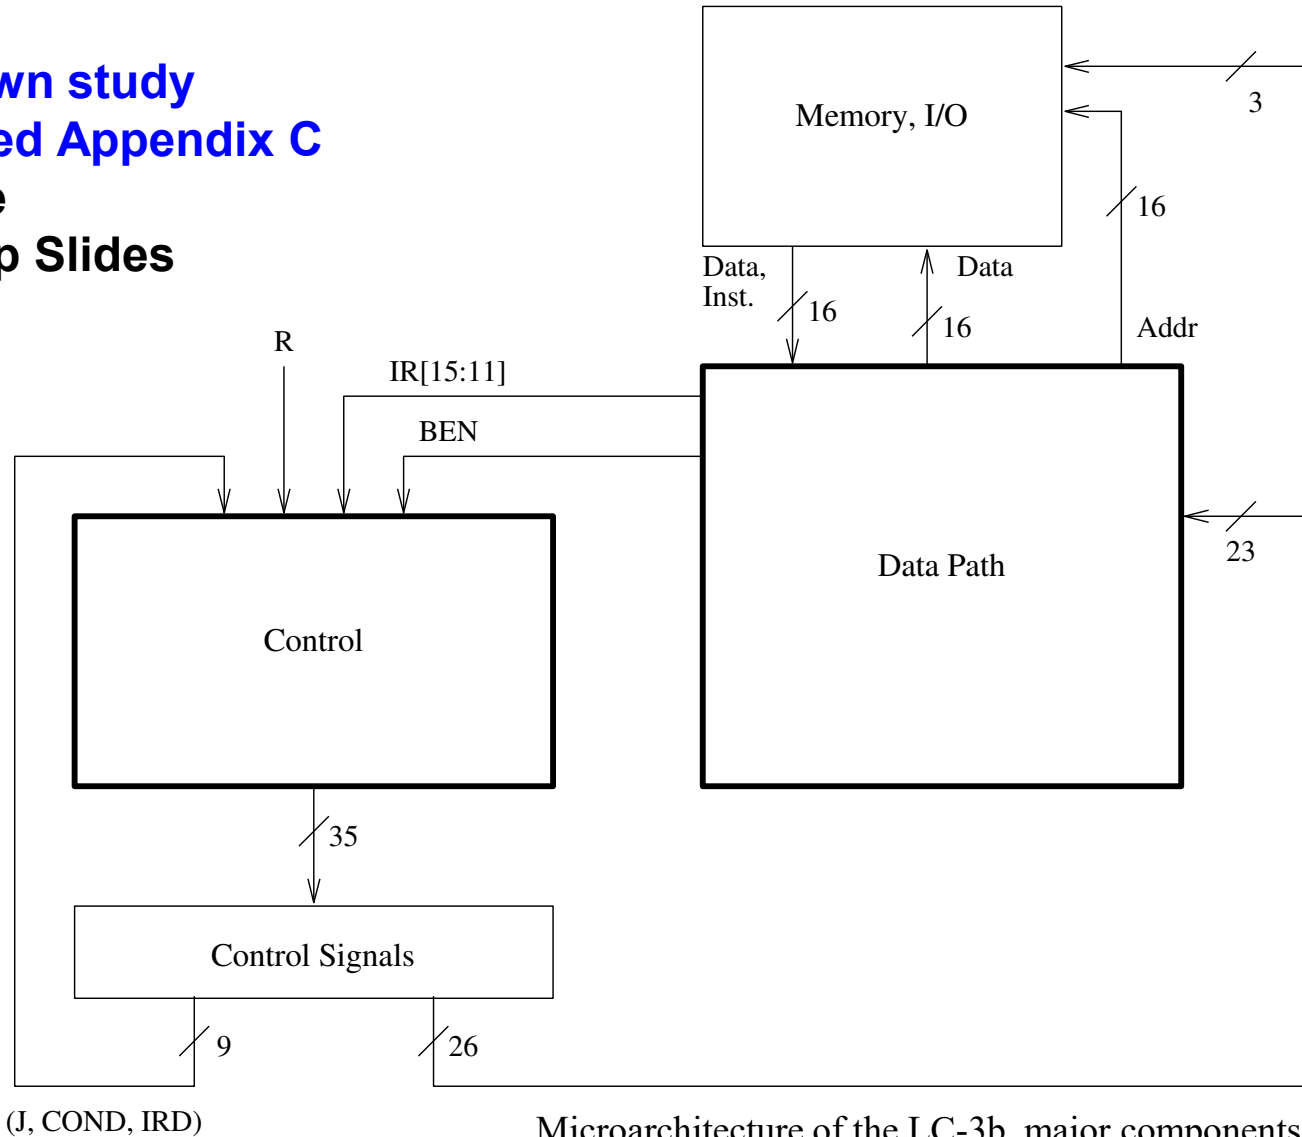 wn study
ed Appendix C
e
p Slides
Memory, I/O
3
16
Data,
Inst.
16
Data
16
Addr
R
IR[15:11]
BEN
Control
Data Path
23
35
Control Signals
9
26
(J, COND, IRD)
Microarchitecture of the LC-3b, major components